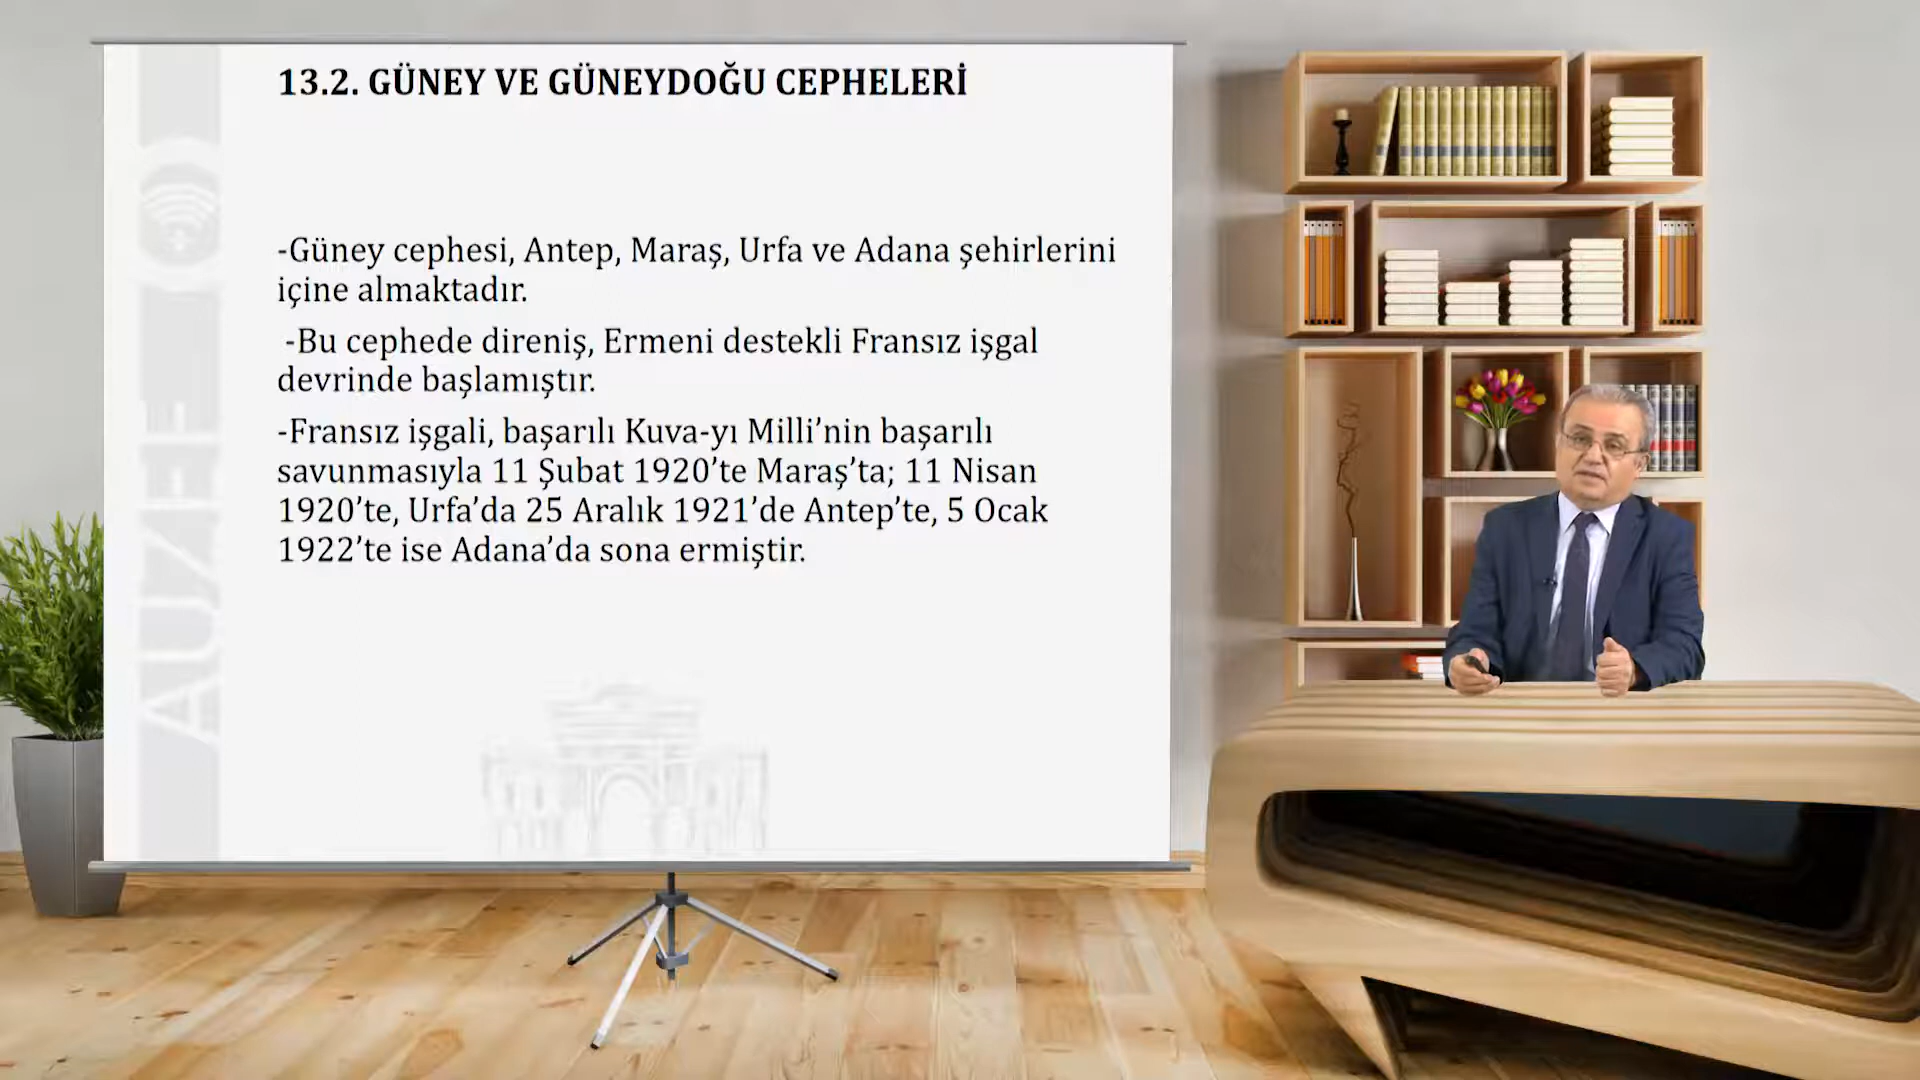 13.2. GÜNEY VE GÜNEYDOĞU CEPHELERİ
-Güney cephesi, Antep, Maraş, Urfa ve Adana şehirlerini
içine almaktadır.
-Bu cephede direniş, Ermeni destekli Fransız işgal
devrinde başlamıştır.
-Fransız işgali, başarılı Kuva-yı Milli’nin başarılı
savunmasıyla 11 Şubat 1920’te Maraş’ta; 11 Nisan
1920’te, Urfa’da 25 Aralık 1921’de Antep’te, 5 Ocak
1922’te ise Adana’da sona ermiştir.
AUZEF